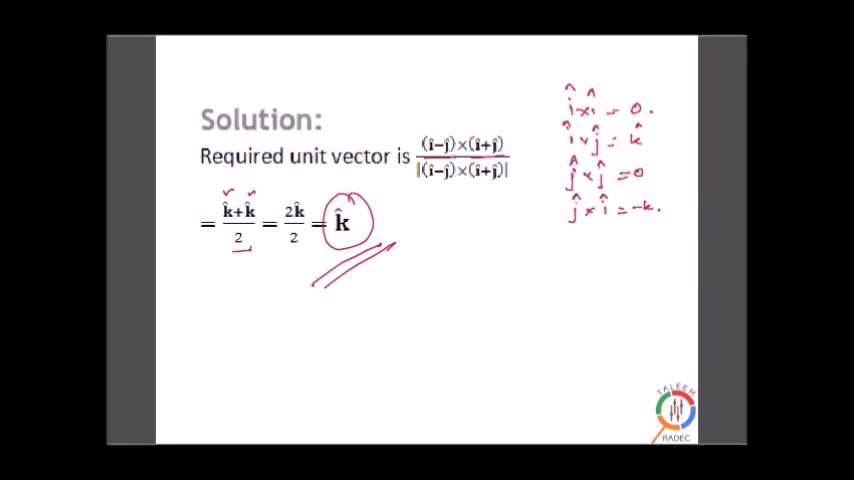 Solution:
Required unit vector is (î−ĵ)×(î+ĵ) / |(î−ĵ)×(î+ĵ)|
= k̂+k̂ / 2 = 2k̂ / 2 = k̂
î×î = 0.
î×ĵ = k̂
ĵ×ĵ = 0
ĵ×î = -k.
TALEEM
RADEC